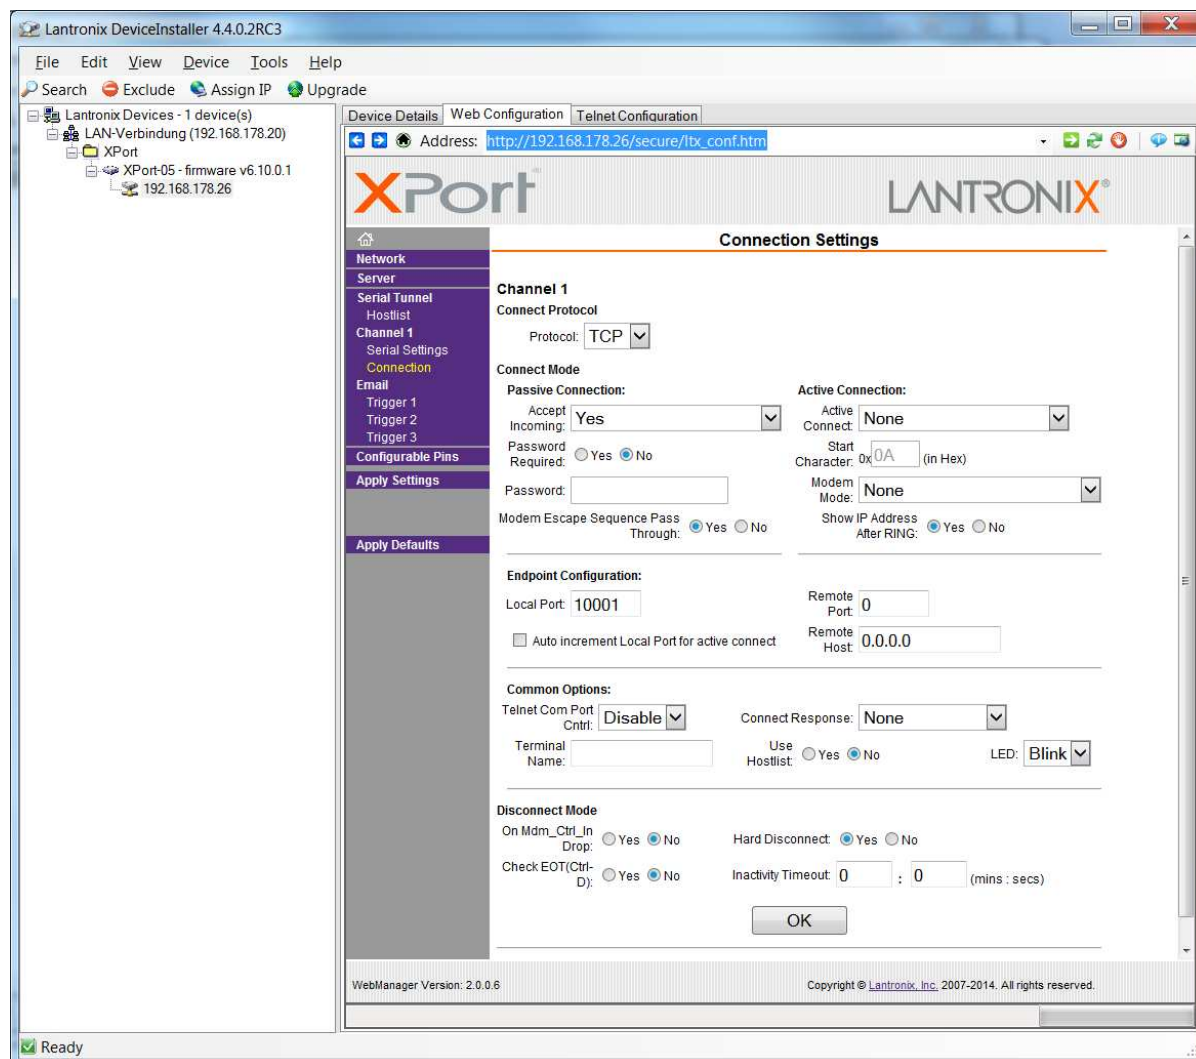 Lantronix DeviceInstaller 4.4.0.2RC3
File Edit View Device Tools Help
Search Exclude Assign IP Upgrade
Lantronix Devices - 1 device(s)
LAN-Verbindung (192.168.178.20)
XPort
XPort-05 - firmware v6.10.0.1
192.168.178.26
Device Details Web Configuration Telnet Configuration
Address: http://192.168.178.26/secure/ltx_conf.htm
XPort LANTRONIX®
Network
Server
Serial Tunnel
Hostlist
Channel 1
Serial Settings
Connection
Email
Trigger 1
Trigger 2
Trigger 3
Configurable Pins
Apply Settings
Apply Defaults
Connection Settings
Channel 1
Connect Protocol
Protocol: TCP
Connect Mode
Passive Connection: Active Connection:
Accept Incoming: Yes Active Connect: None
Password Required: Yes No Start Character: 0x 0A (in Hex)
Password: Modem Mode: None
Modem Escape Sequence Pass Through: Yes No Show IP Address After RING: Yes No
Endpoint Configuration:
Local Port: 10001 Remote Port: 0
Auto increment Local Port for active connect Remote Host: 0.0.0.0
Common Options:
Telnet Com Port Cntrl: Disable Connect Response: None
Terminal Name: Use Hostlist: Yes No LED: Blink
Disconnect Mode
On Mdm_Ctrl_In Drop: Yes No Hard Disconnect: Yes No
Check EOT(Ctrl-D): Yes No Inactivity Timeout: 0 : 0 (mins : secs)
OK
WebManager Version: 2.0.0.6 Copyright © Lantronix, Inc. 2007-2014. All rights reserved.
Ready